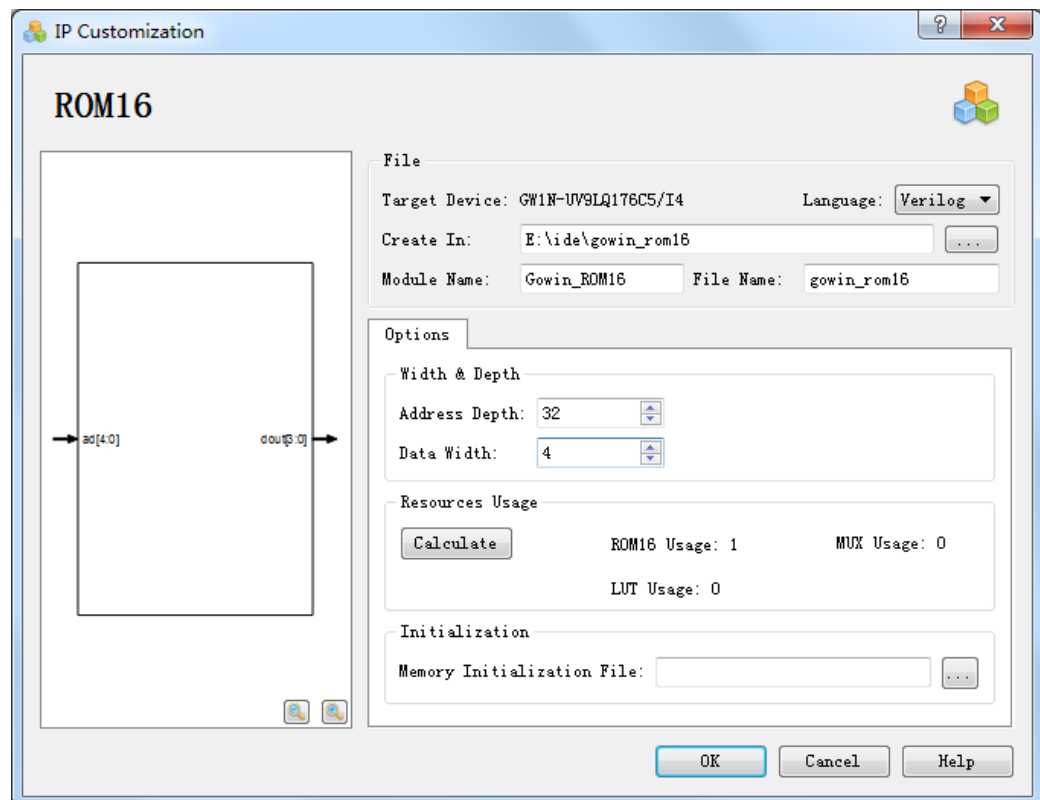 IP Customization
ROM16
File
Target Device: GW1N-UV9LQ176C5/I4 Language: Verilog
Create In: E:\ide\gowin_rom16 ...
Module Name: Gowin_ROM16 File Name: gowin_rom16
Options
Width & Depth
Address Depth: 32
ad[4:0] dout[3:0]
Data Width: 4
Resources Usage
Calculate ROM16 Usage: 1 MUX Usage: 0
LUT Usage: 0
Initialization
Memory Initialization File: ...
OK Cancel Help